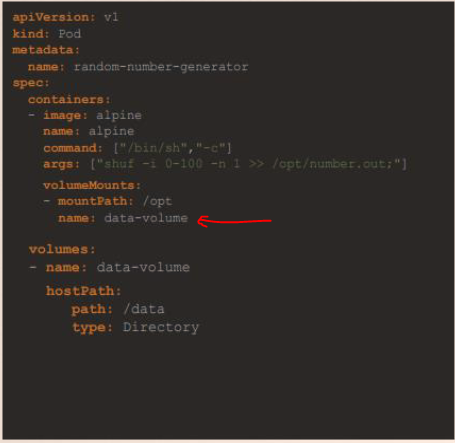 apiVersion: v1
kind: Pod
metadata:
  name: random-number-generator
spec:
  containers:
  - image: alpine
    name: alpine
    command: ["/bin/sh","-c"]
    args: ["shuf -i 0-100 -n 1 >> /opt/number.out;"]
    volumeMounts:
    - mountPath: /opt
      name: data-volume
  volumes:
  - name: data-volume
    hostPath:
      path: /data
      type: Directory